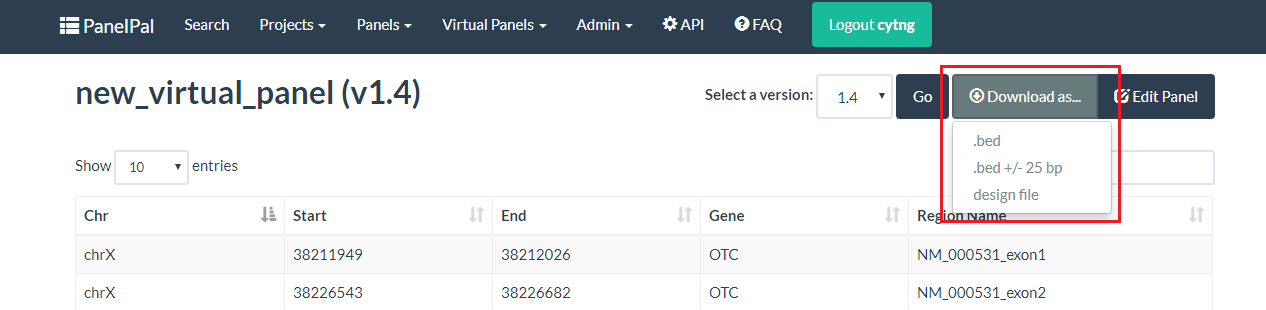 PanelPal Search Projects Panels Virtual Panels Admin API FAQ Logout cytng
new_virtual_panel (v1.4) Select a version: 1.4 Go Download as... Edit Panel
.bed
.bed +/- 25 bp
design file
Show 10 entries
Chr Start End Gene Region Name
chrX 38211949 38212026 OTC NM_000531_exon1
chrX 38226543 38226682 OTC NM_000531_exon2